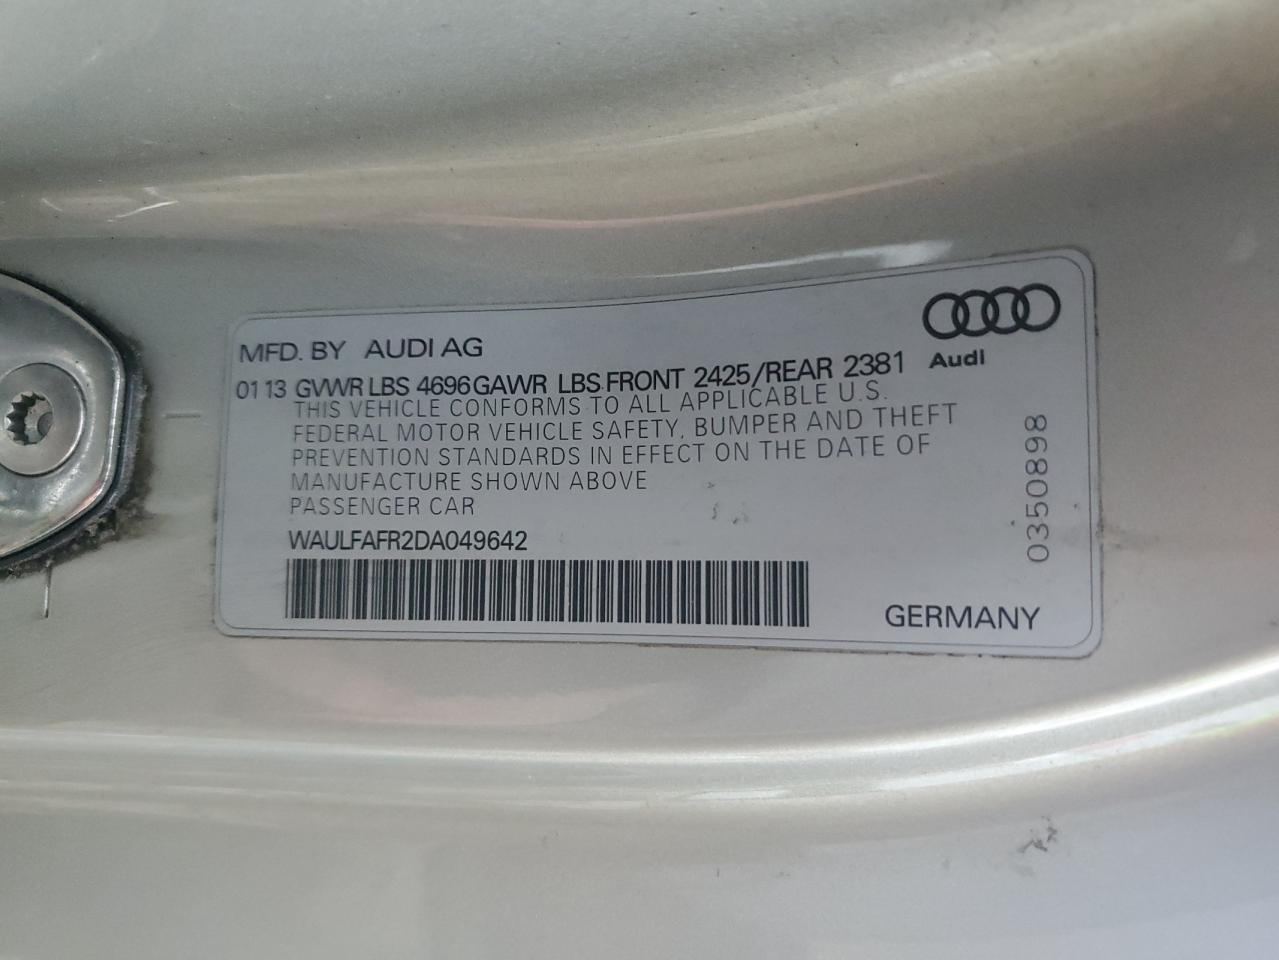 MFD. BY AUDI AG
01 13 GVWR LBS 4696 GAWR LBS FRONT 2425/REAR 2381
THIS VEHICLE CONFORMS TO ALL APPLICABLE U.S.
FEDERAL MOTOR VEHICLE SAFETY, BUMPER AND THEFT
PREVENTION STANDARDS IN EFFECT ON THE DATE OF
MANUFACTURE SHOWN ABOVE
PASSENGER CAR
WAULFAFR2DA049642
Audi
0350898
GERMANY